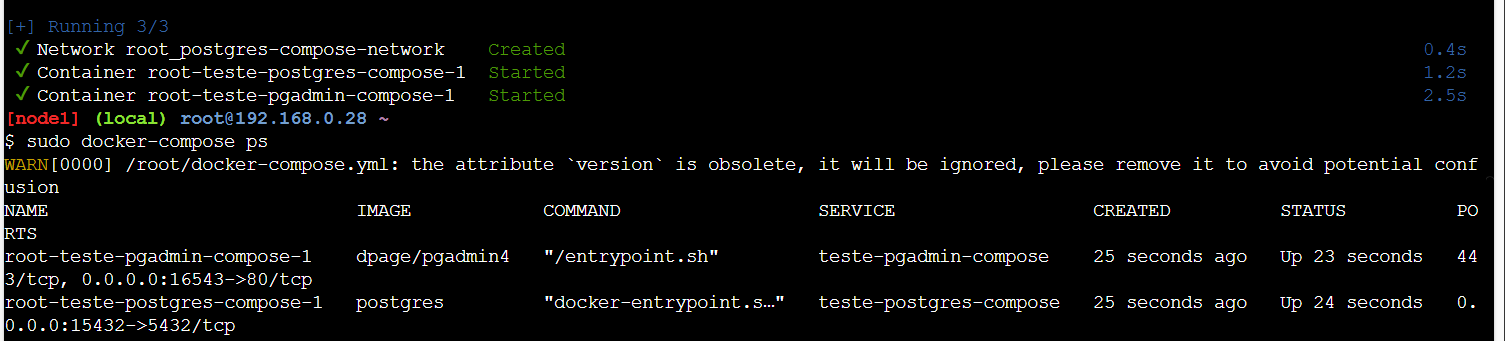 [+] Running 3/3
✓ Network root_postgres-compose-network    Created    0.4s
✓ Container root-teste-postgres-compose-1  Started    1.2s
✓ Container root-teste-pgadmin-compose-1   Started    2.5s
[node1] (local) root@192.168.0.28 ~
$ sudo docker-compose ps
WARN[0000] /root/docker-compose.yml: the attribute `version` is obsolete, it will be ignored, please remove it to avoid potential conf
usion
NAME                            IMAGE            COMMAND                  SERVICE                  CREATED          STATUS          PO
RTS
root-teste-pgadmin-compose-1    dpage/pgadmin4   "/entrypoint.sh"         teste-pgadmin-compose    25 seconds ago   Up 23 seconds   44
3/tcp, 0.0.0.0:16543->80/tcp
root-teste-postgres-compose-1   postgres         "docker-entrypoint.s…"   teste-postgres-compose   25 seconds ago   Up 24 seconds   0.
0.0.0:15432->5432/tcp